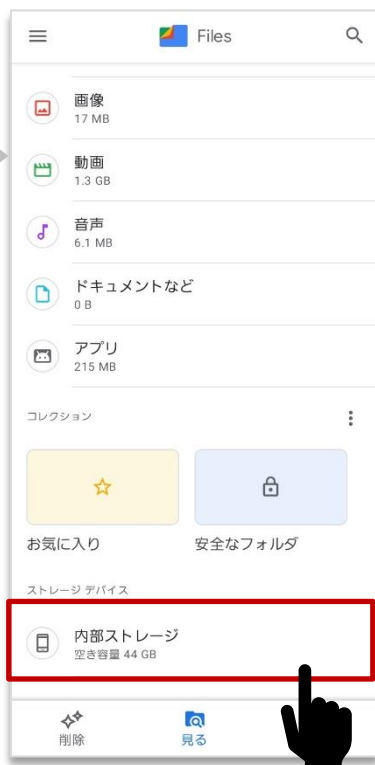 Files
画像
17 MB
動画
1.3 GB
音声
6.1 MB
ドキュメントなど
0 B
アプリ
215 MB
コレクション
お気に入り
安全なフォルダ
ストレージ デバイス
内部ストレージ
空き容量 44 GB
削除
見る